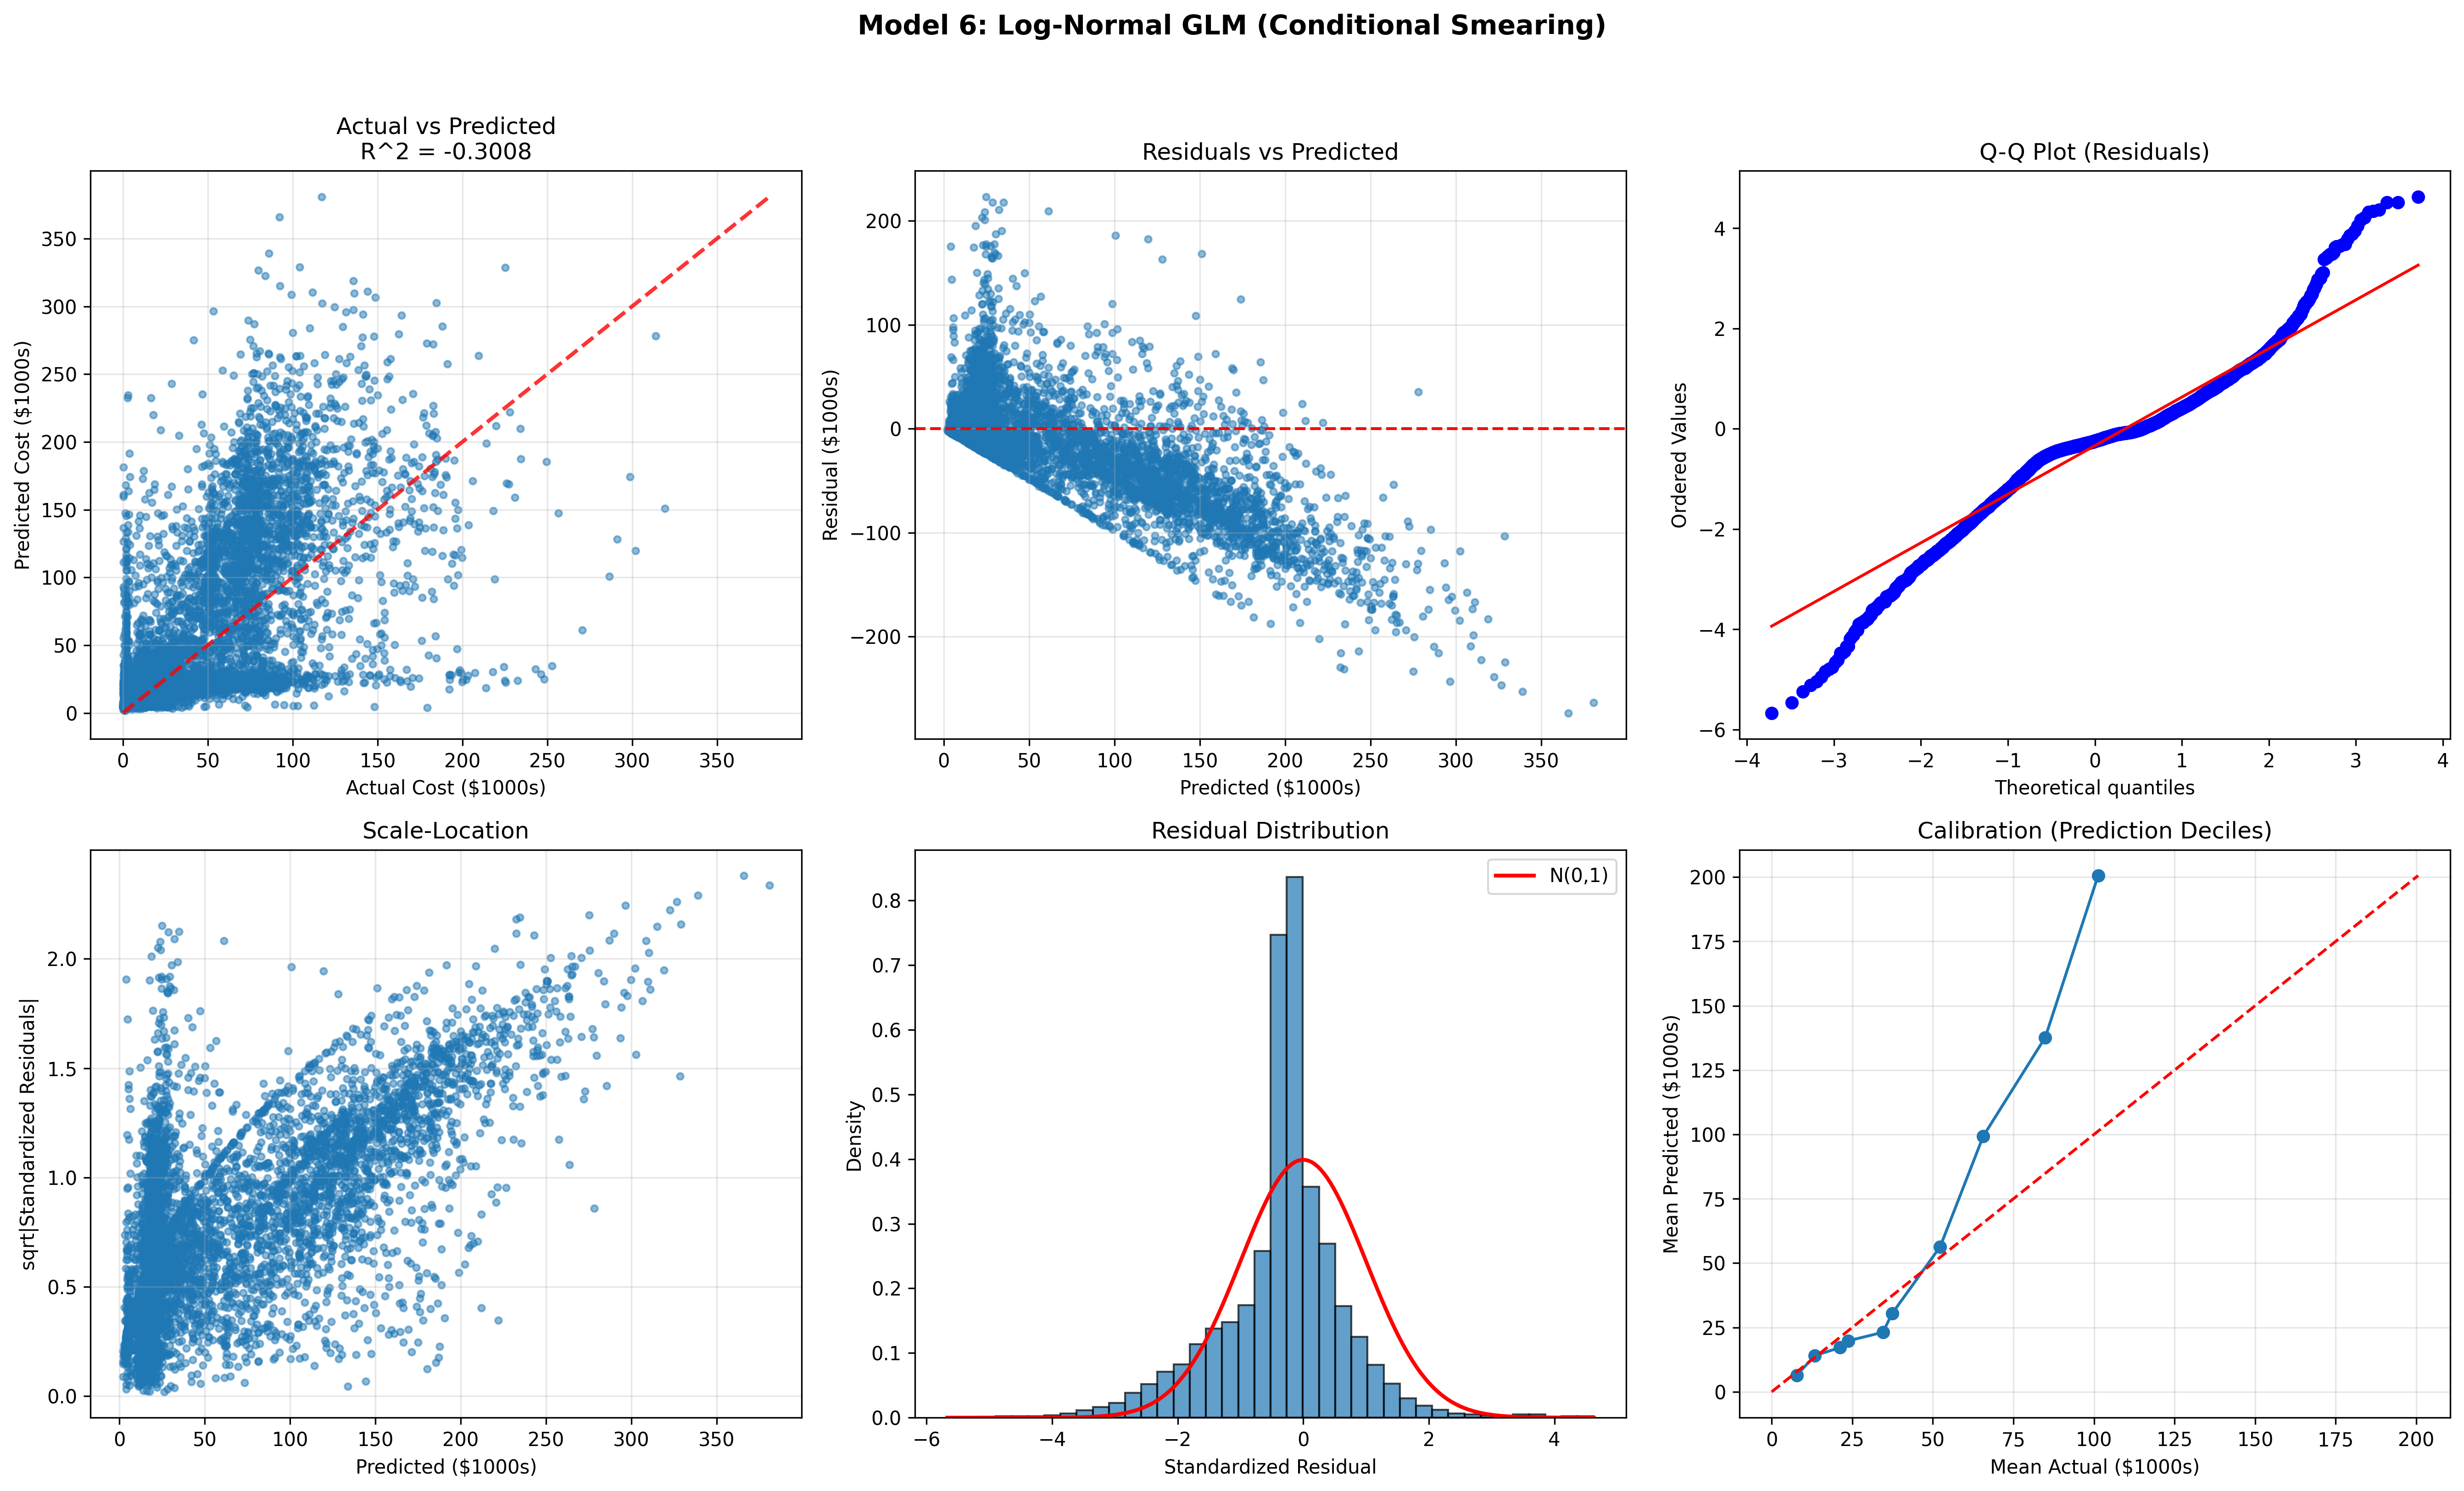 Model 6: Log-Normal GLM (Conditional Smearing)
Actual vs Predicted
R^2 = -0.3008
Predicted Cost ($1000s)
350
300
250
200
150
100
50
0
0 50 100 150 200 250 300 350
Actual Cost ($1000s)
Residuals vs Predicted
Residual ($1000s)
200
100
0
−100
−200
0 50 100 150 200 250 300 350
Predicted ($1000s)
Q-Q Plot (Residuals)
Ordered Values
4
2
0
−2
−4
−6
−4 −3 −2 −1 0 1 2 3 4
Theoretical quantiles
Scale-Location
sqrt|Standardized Residuals|
2.0
1.5
1.0
0.5
0.0
0 50 100 150 200 250 300 350
Predicted ($1000s)
Residual Distribution
N(0,1)
Density
0.8
0.7
0.6
0.5
0.4
0.3
0.2
0.1
0.0
−6 −4 −2 0 2 4
Standardized Residual
Calibration (Prediction Deciles)
Mean Predicted ($1000s)
200
175
150
125
100
75
50
25
0
0 25 50 75 100 125 150 175 200
Mean Actual ($1000s)